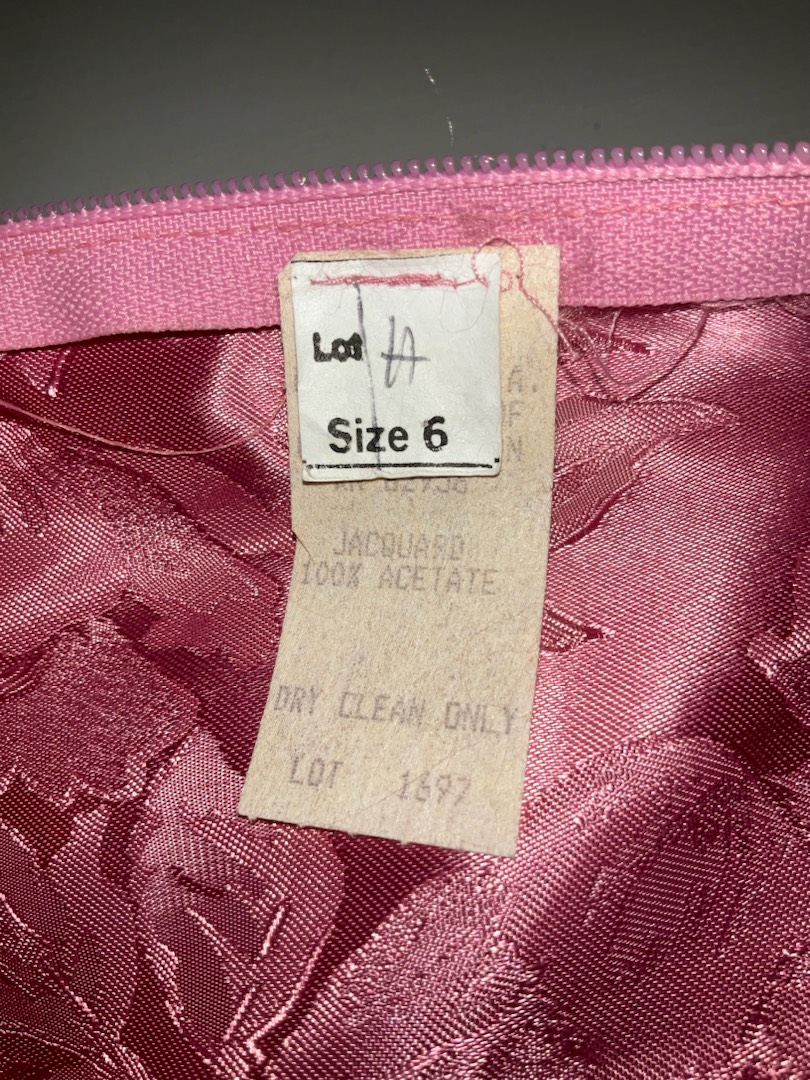 Lot
Size 6
A.
F
N
JACQUARD
100% ACETATE
DRY CLEAN ONLY
LOT 1697